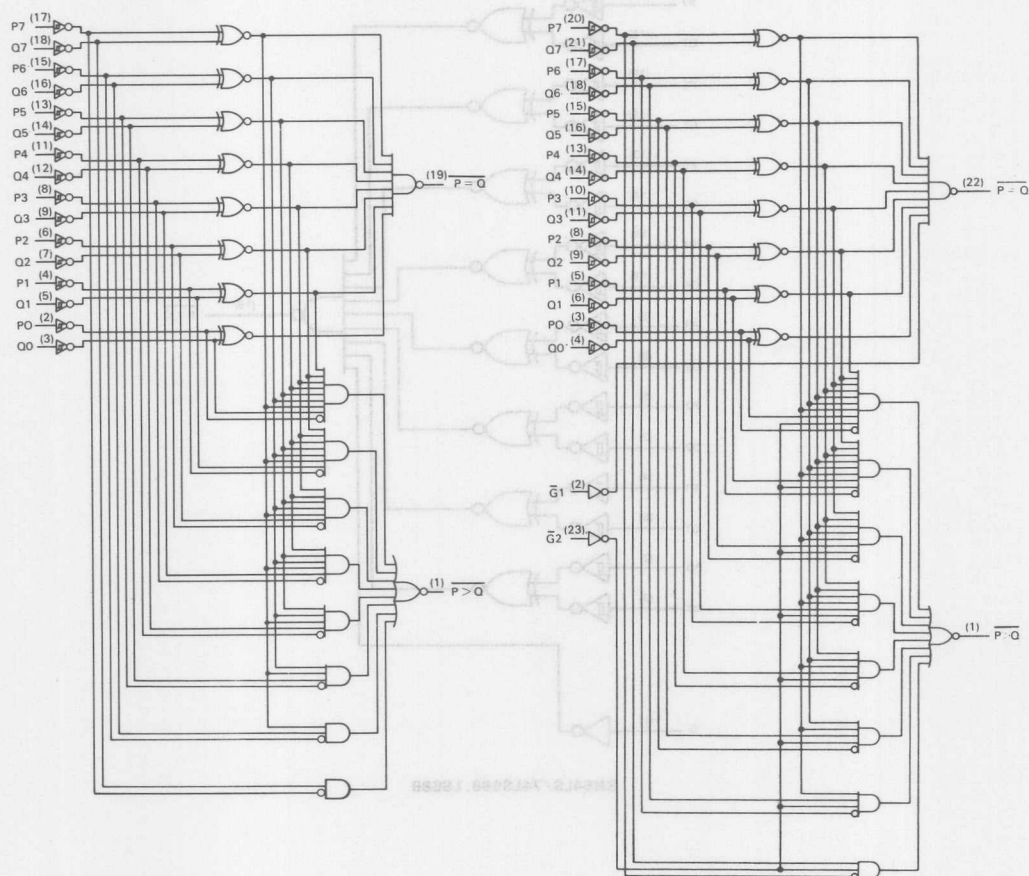 P7 (17)
Q7 (18)
P6 (15)
Q6 (16)
P5 (13)
Q5 (14)
P4 (11)
Q4 (12)
P3 (8)
Q3 (9)
P2 (6)
Q2 (7)
P1 (4)
Q1 (5)
P0 (2)
Q0 (3)
(19) P = Q
(1) P > Q
P7 (20)
Q7 (21)
P6 (17)
Q6 (18)
P5 (15)
Q5 (16)
P4 (13)
Q4 (14)
P3 (10)
Q3 (11)
P2 (8)
Q2 (9)
P1 (5)
Q1 (6)
P0 (3)
Q0 (4)
G̅1 (2)
G̅2 (23)
(22) P = Q
(1) P>Q